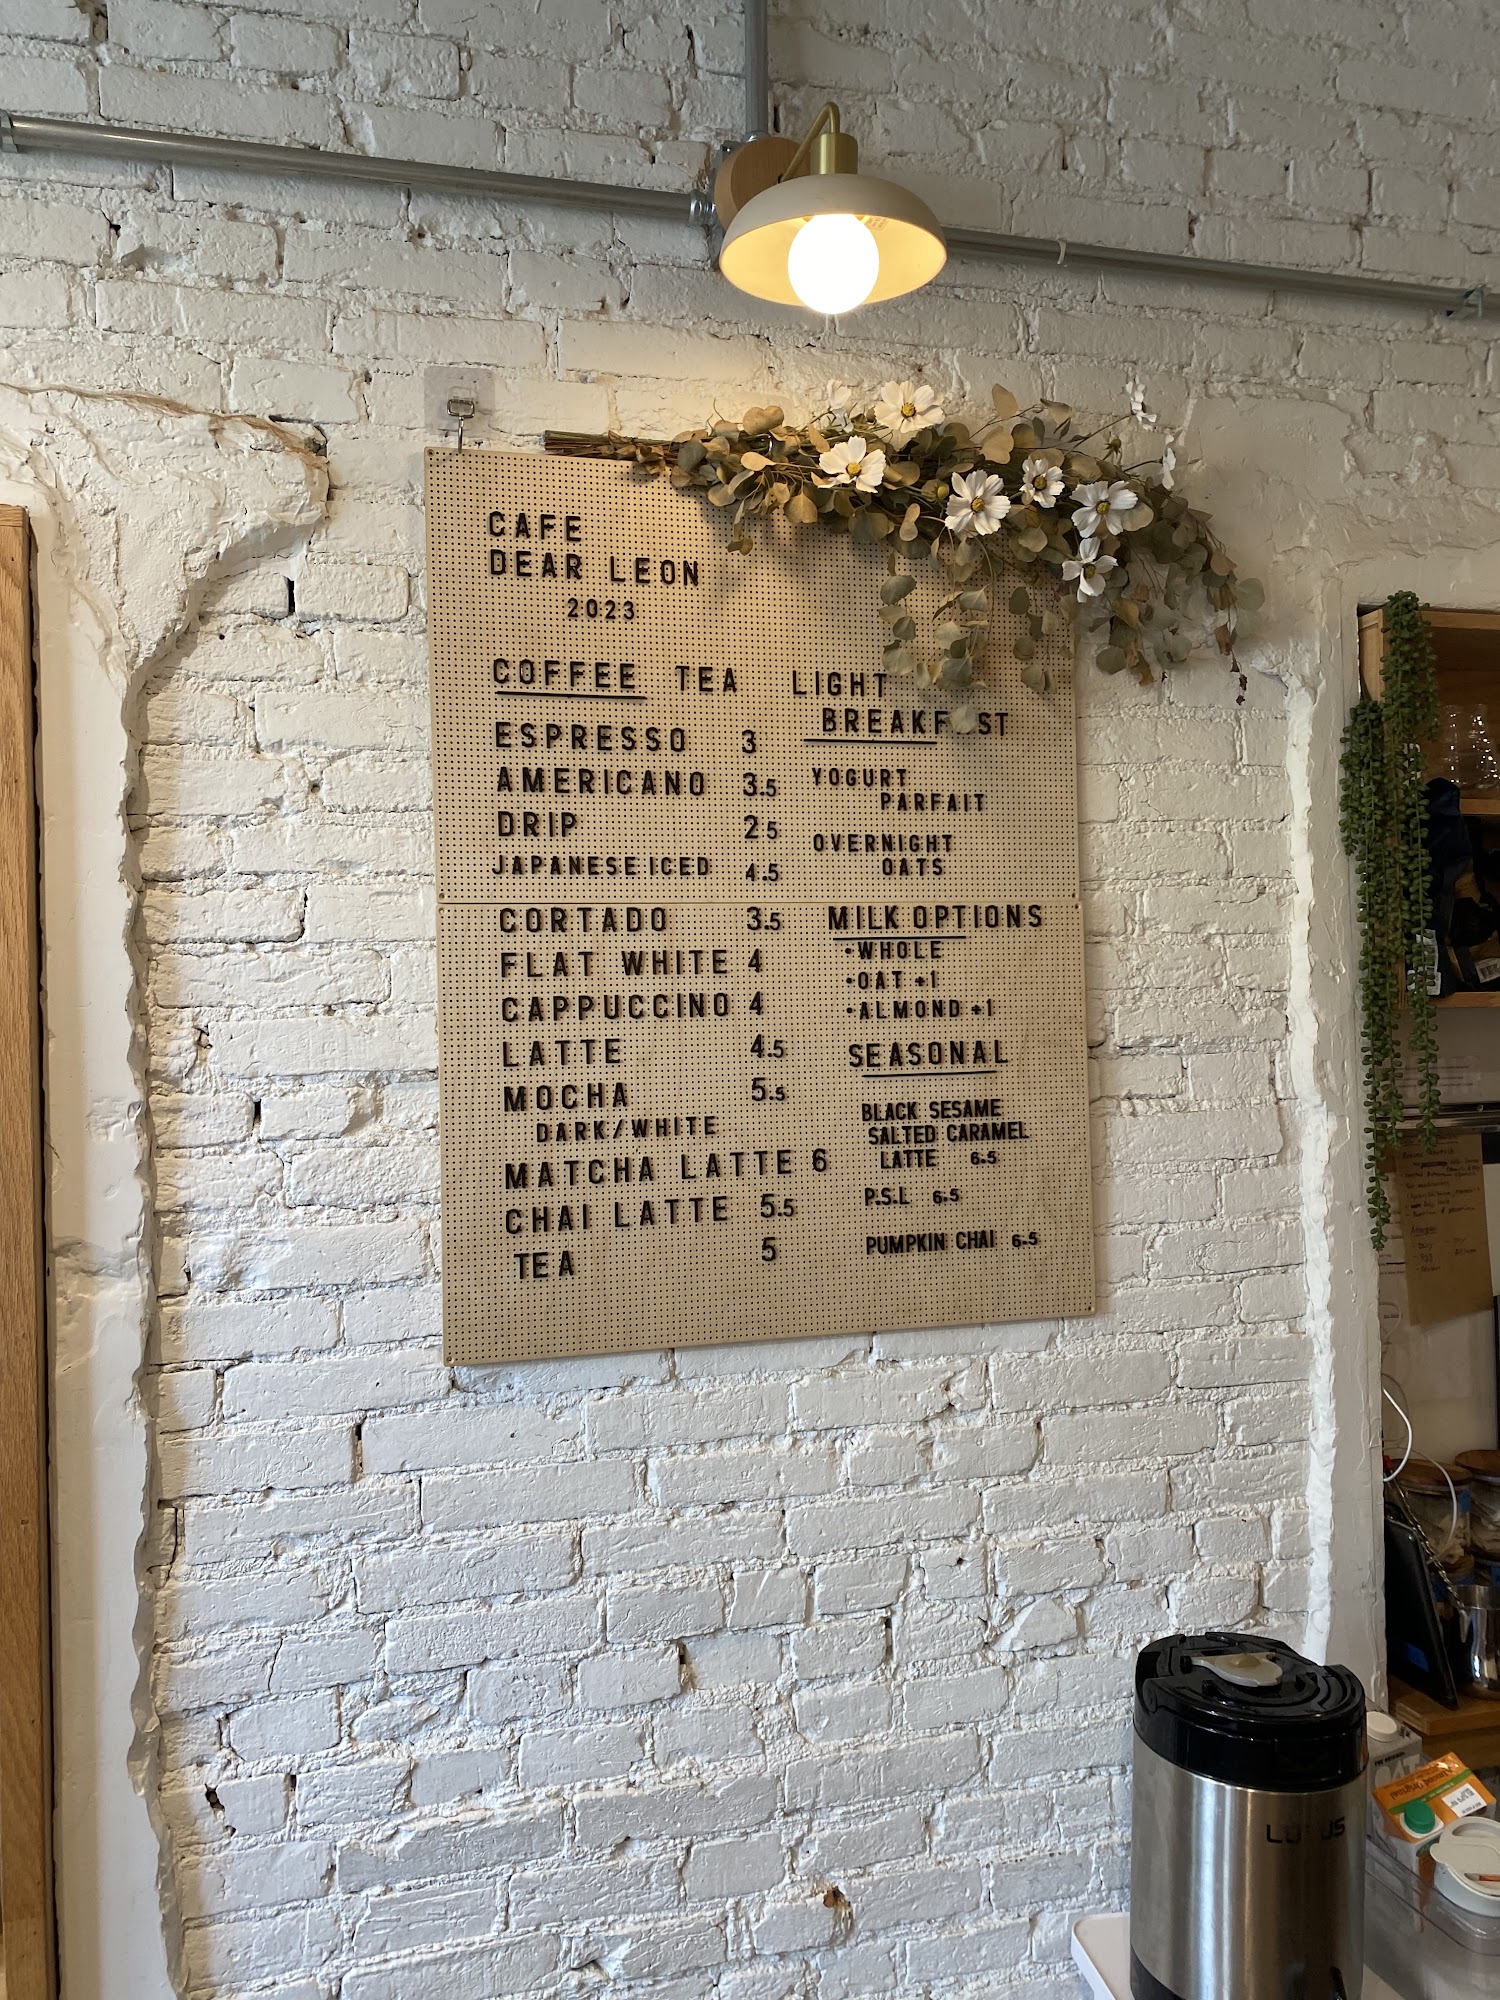 CAFE
DEAR LEON
2023
COFFEE TEA
ESPRESSO 3
AMERICANO 3.5
DRIP 2.5
JAPANESE ICED 4.5
CORTADO 3.5
FLAT WHITE 4
CAPPUCCINO 4
LATTE 4.5
MOCHA 5.5
DARK/WHITE
MATCHA LATTE 6
CHAI LATTE 5.5
TEA 5
LIGHT
BREAKFAST
YOGURT
PARFAIT
OVERNIGHT
OATS
MILK OPTIONS
•WHOLE
•OAT +1
•ALMOND +1
SEASONAL
BLACK SESAME
SALTED CARAMEL
LATTE 6.5
P.S.L 6.5
PUMPKIN CHAI 6.5